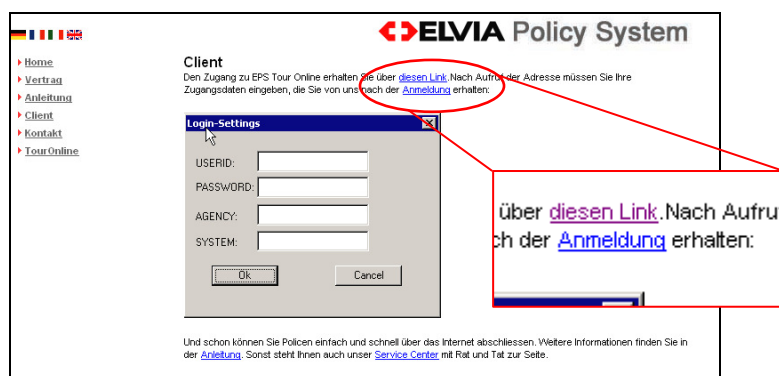 ELVIA Policy System
Home
Vertrag
Anleitung
Client
Kontakt
TourOnline
Client
Den Zugang zu EPS Tour Online erhalten Sie über diesen Link.Nach Aufruf der Adresse müssen Sie Ihre
Zugangsdaten eingeben, die Sie von uns nach der Anmeldung erhalten:
Login-Settings
USERID:
PASSWORD:
AGENCY:
SYSTEM:
Ok Cancel
über diesen Link.Nach Aufru
ch der Anmeldung erhalten:
Und schon können Sie Policen einfach und schnell über das Internet abschliessen. Weitere Informationen finden Sie in
der Anleitung. Sonst steht Ihnen auch unser Service Center mit Rat und Tat zur Seite.